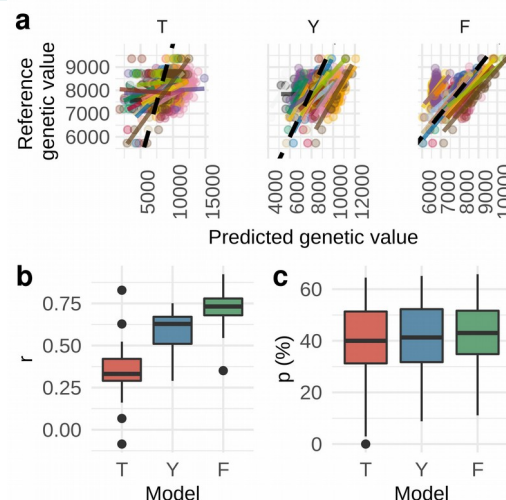 a
T Y F
Reference
genetic value
9000
8000
7000
6000
5000 10000 15000 4000 6000 8000 10000 12000 6000 7000 8000 9000
Predicted genetic value
b c
r
0.75
0.50
0.25
0.00
T Y F
Model
p (%)
60
40
20
0
T Y F
Model